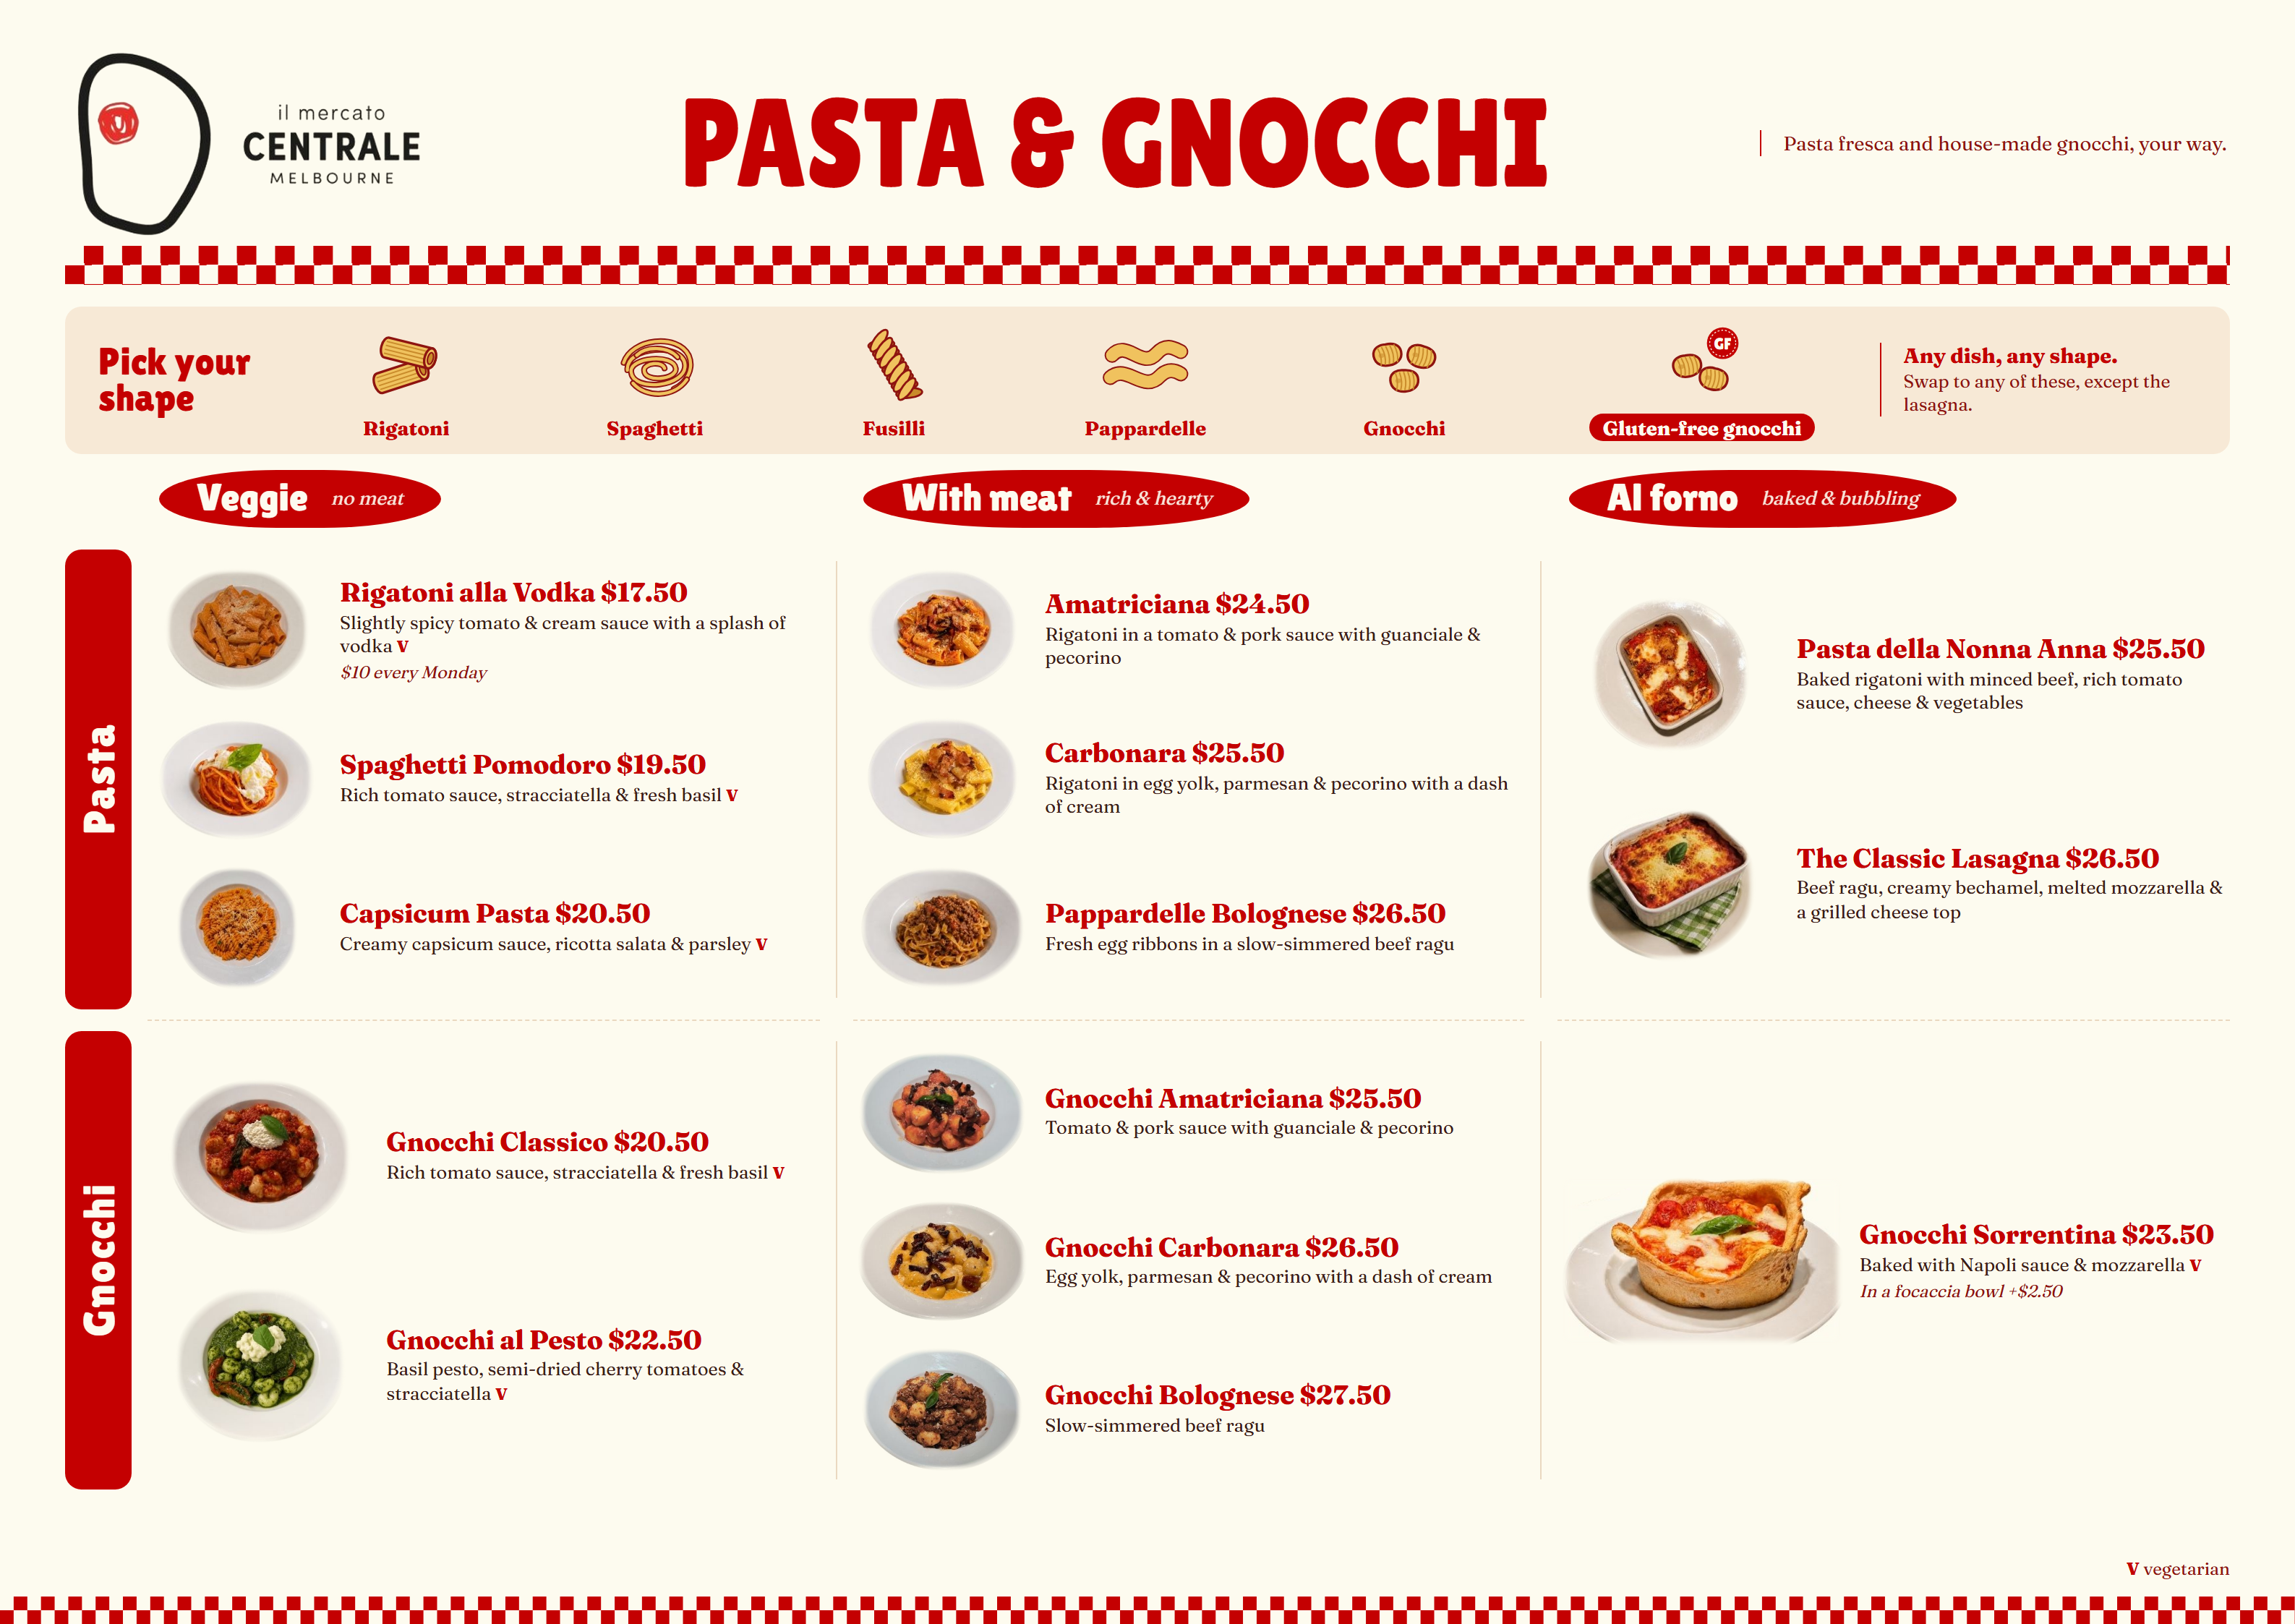 il mercato
CENTRALE
MELBOURNE
PASTA & GNOCCHI
Pasta fresca and house-made gnocchi, your way.
Pick your
shape
Rigatoni
Spaghetti
Fusilli
Pappardelle
Gnocchi
GF
Gluten-free gnocchi
Any dish, any shape.
Swap to any of these, except the
lasagna.
Veggie no meat
With meat rich & hearty
Al forno baked & bubbling
Pasta
Rigatoni alla Vodka $17.50
Slightly spicy tomato & cream sauce with a splash of
vodka V
$10 every Monday
Spaghetti Pomodoro $19.50
Rich tomato sauce, stracciatella & fresh basil V
Capsicum Pasta $20.50
Creamy capsicum sauce, ricotta salata & parsley V
Amatriciana $24.50
Rigatoni in a tomato & pork sauce with guanciale &
pecorino
Carbonara $25.50
Rigatoni in egg yolk, parmesan & pecorino with a dash
of cream
Pappardelle Bolognese $26.50
Fresh egg ribbons in a slow-simmered beef ragu
Pasta della Nonna Anna $25.50
Baked rigatoni with minced beef, rich tomato
sauce, cheese & vegetables
The Classic Lasagna $26.50
Beef ragu, creamy bechamel, melted mozzarella &
a grilled cheese top
Gnocchi
Gnocchi Classico $20.50
Rich tomato sauce, stracciatella & fresh basil V
Gnocchi al Pesto $22.50
Basil pesto, semi-dried cherry tomatoes &
stracciatella V
Gnocchi Amatriciana $25.50
Tomato & pork sauce with guanciale & pecorino
Gnocchi Carbonara $26.50
Egg yolk, parmesan & pecorino with a dash of cream
Gnocchi Bolognese $27.50
Slow-simmered beef ragu
Gnocchi Sorrentina $23.50
Baked with Napoli sauce & mozzarella V
In a focaccia bowl +$2.50
V vegetarian